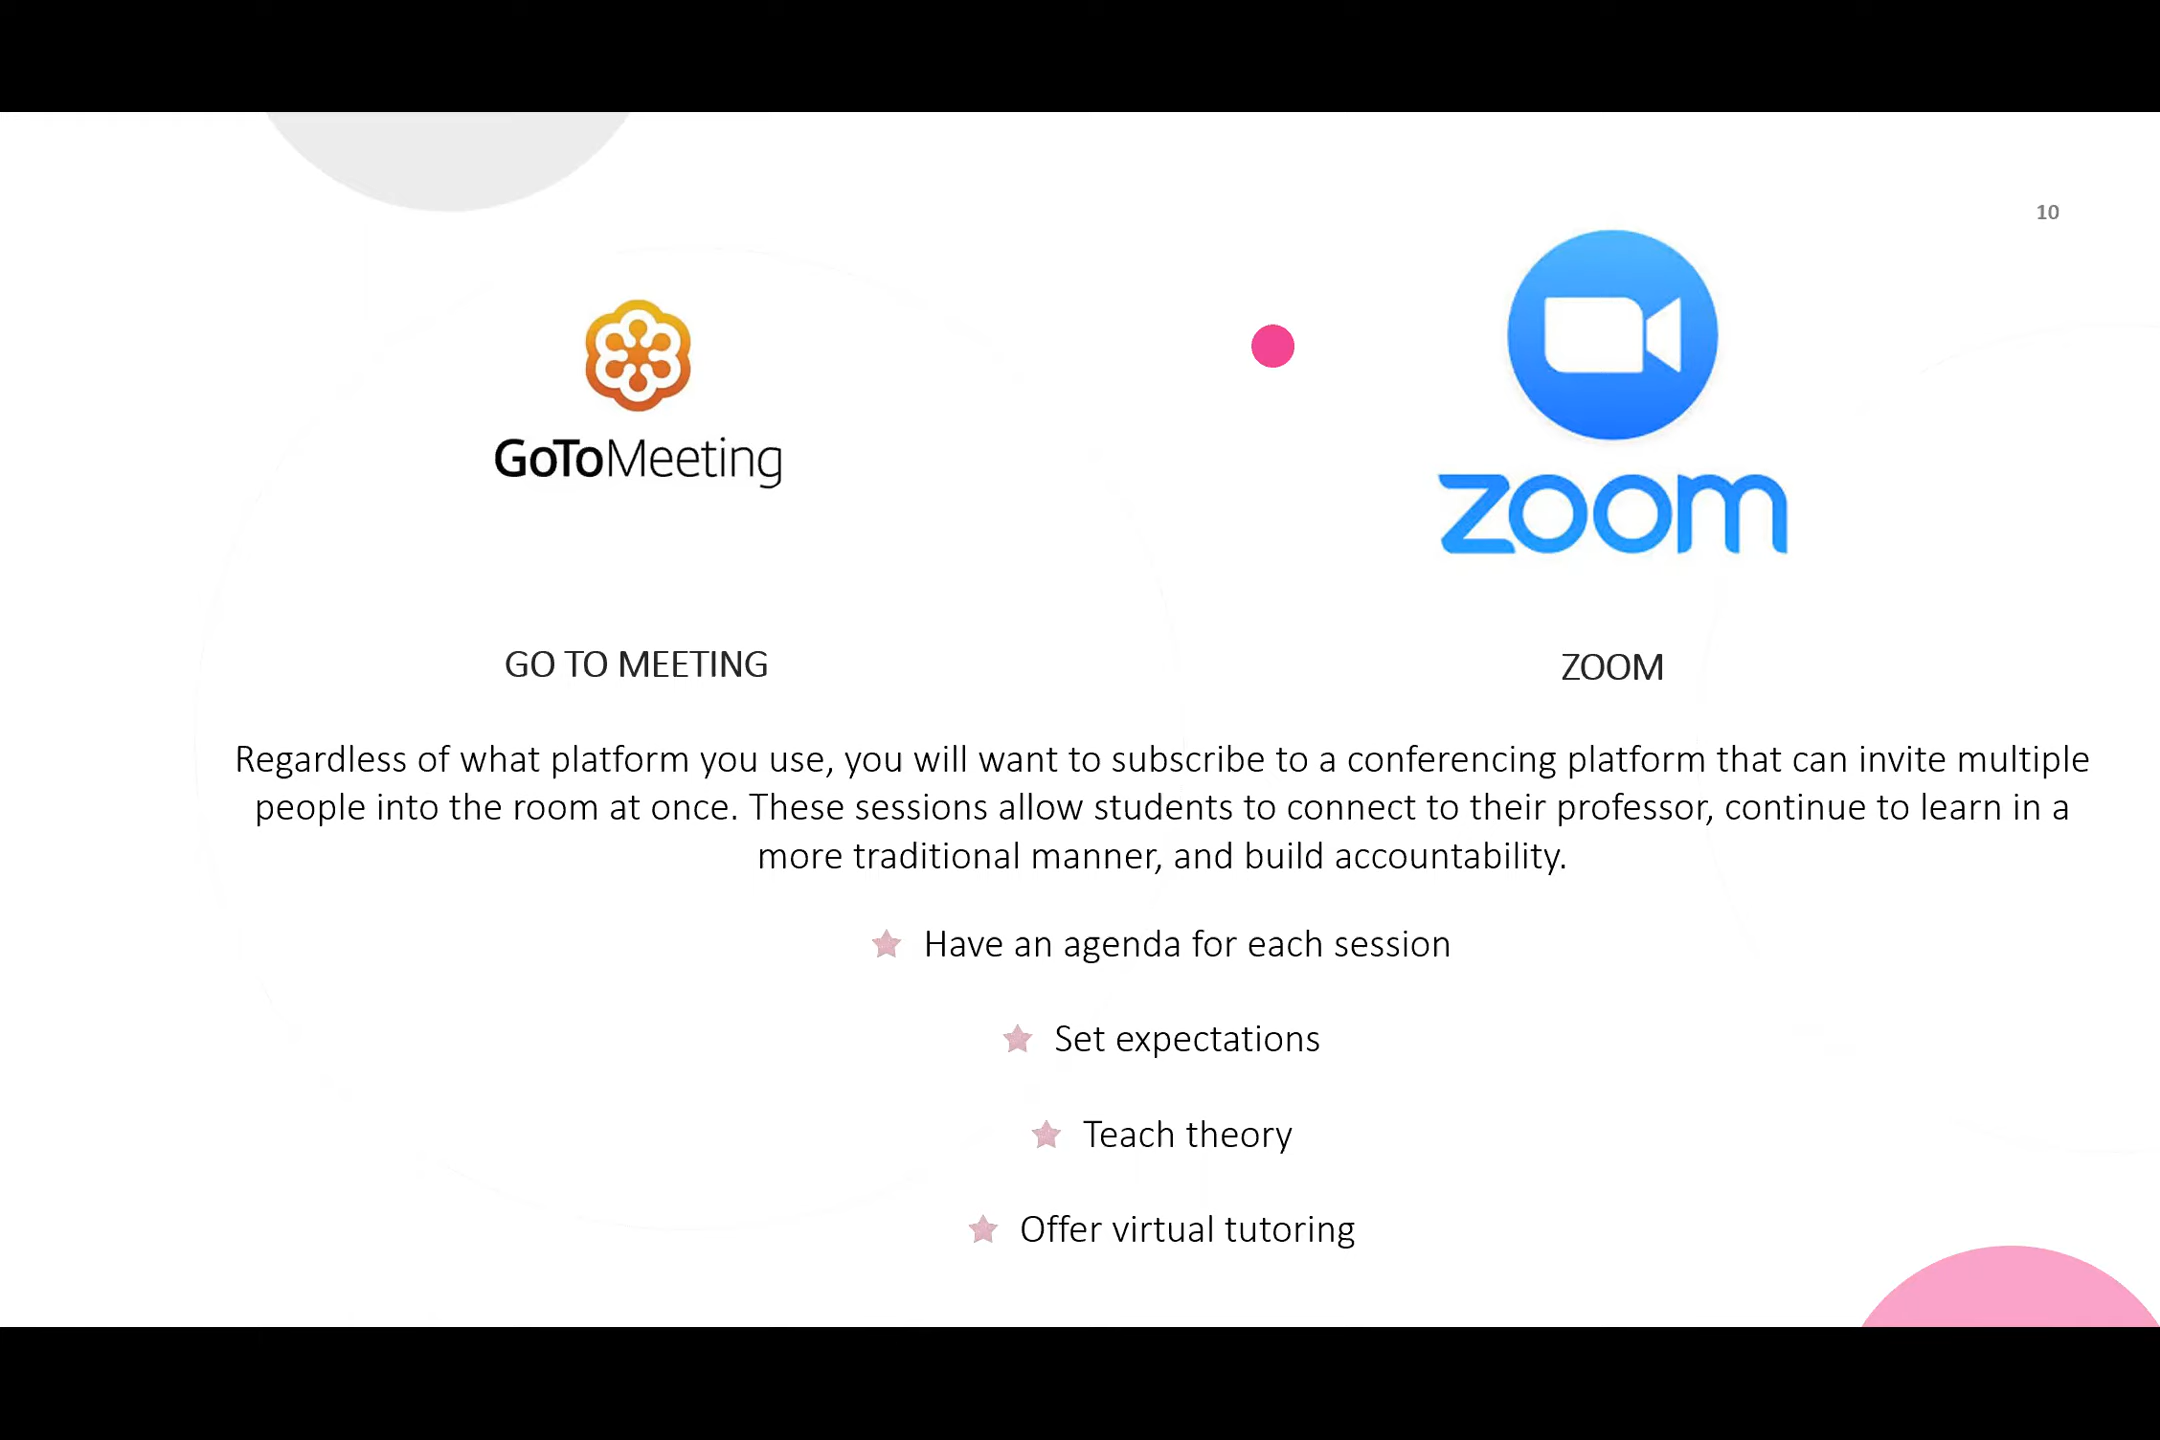 10
GoToMeeting
zoom
GO TO MEETING
ZOOM
Regardless of what platform you use, you will want to subscribe to a conferencing platform that can invite multiple
people into the room at once. These sessions allow students to connect to their professor, continue to learn in a
more traditional manner, and build accountability.
Have an agenda for each session
Set expectations
Teach theory
Offer virtual tutoring